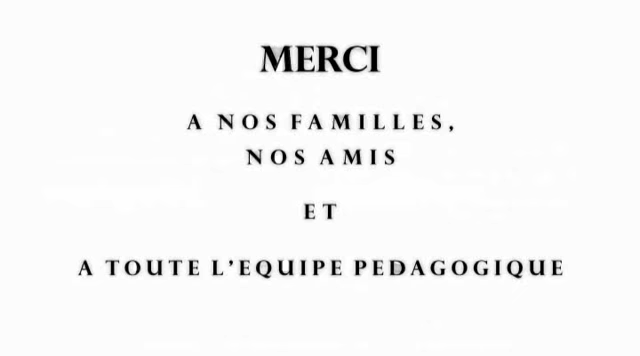 MERCI
A NOS FAMILLES,
NOS AMIS
ET
A TOUTE L'EQUIPE PEDAGOGIQUE